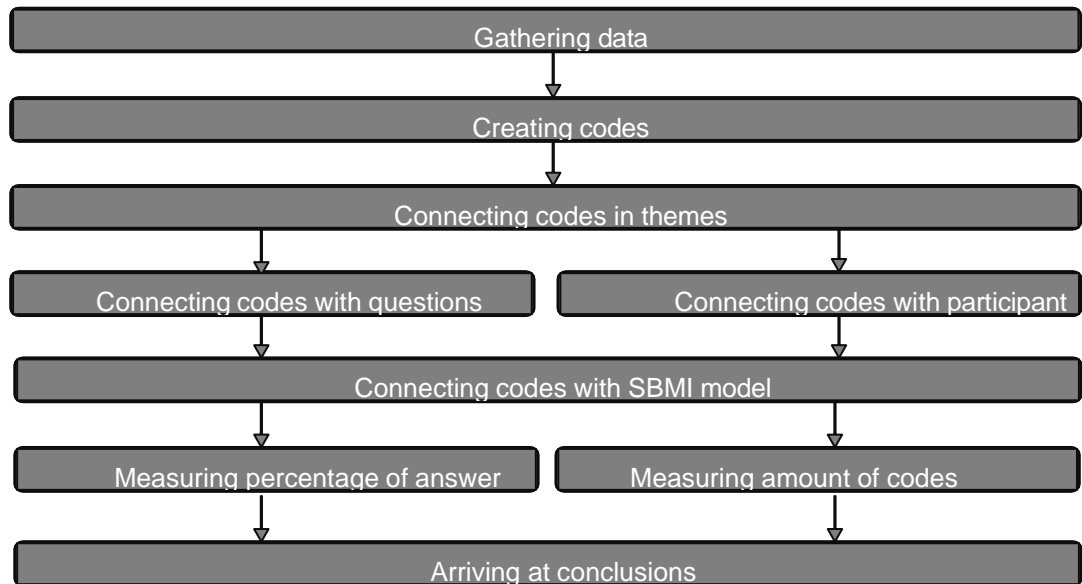 Gathering data
Creating codes
Connecting codes in themes
Connecting codes with questions
Connecting codes with participant
Connecting codes with SBMI model
Measuring percentage of answer
Measuring amount of codes
Arriving at conclusions